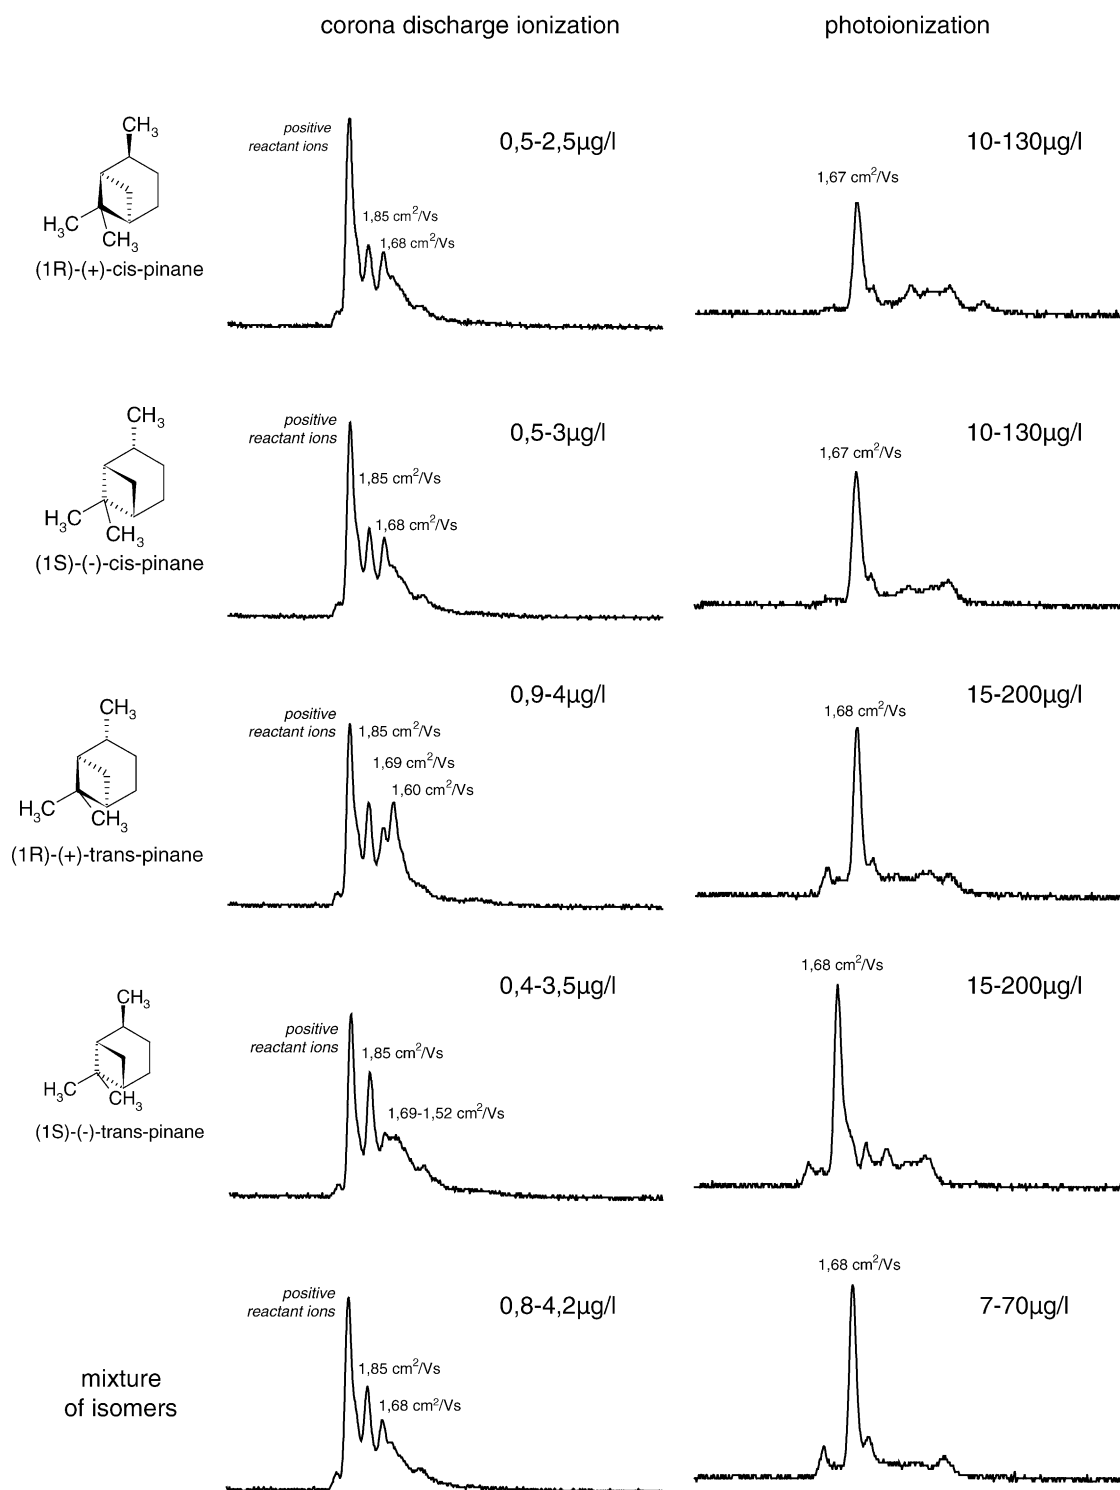 corona discharge ionization
photoionization
CH3
H3C
CH3
(1R)-(+)-cis-pinane
positive
reactant ions
0,5-2,5µg/l
1,85 cm2/Vs
1,68 cm2/Vs
10-130µg/l
1,67 cm2/Vs
CH3
H3C
CH3
(1S)-(-)-cis-pinane
positive
reactant ions
0,5-3µg/l
1,85 cm2/Vs
1,68 cm2/Vs
10-130µg/l
1,67 cm2/Vs
CH3
H3C
CH3
(1R)-(+)-trans-pinane
positive
reactant ions
0,9-4µg/l
1,85 cm2/Vs
1,69 cm2/Vs
1,60 cm2/Vs
15-200µg/l
1,68 cm2/Vs
CH3
H3C
CH3
(1S)-(-)-trans-pinane
positive
reactant ions
0,4-3,5µg/l
1,85 cm2/Vs
1,69-1,52 cm2/Vs
15-200µg/l
1,68 cm2/Vs
mixture
of isomers
positive
reactant ions
0,8-4,2µg/l
1,85 cm2/Vs
1,68 cm2/Vs
1,68 cm2/Vs
7-70µg/l